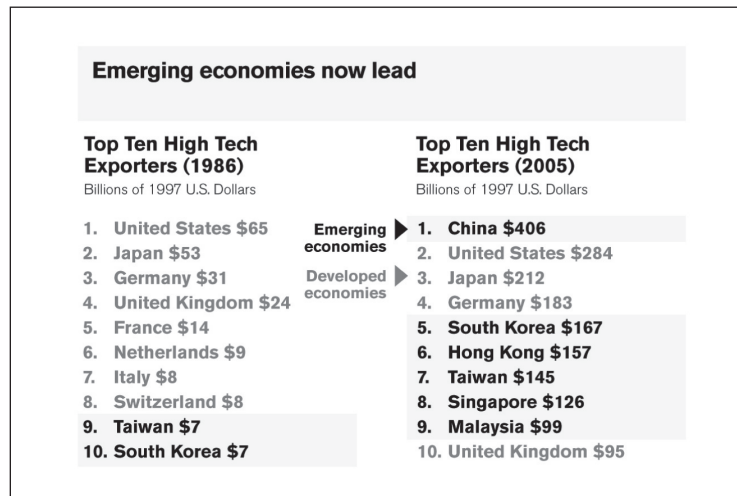 Emerging economies now lead
Top Ten High Tech
Exporters (1986)
Billions of 1997 U.S. Dollars
1. United States $65
2. Japan $53
3. Germany $31
4. United Kingdom $24
5. France $14
6. Netherlands $9
7. Italy $8
8. Switzerland $8
9. Taiwan $7
10. South Korea $7
Emerging
economies
Developed
economies
Top Ten High Tech
Exporters (2005)
Billions of 1997 U.S. Dollars
1. China $406
2. United States $284
3. Japan $212
4. Germany $183
5. South Korea $167
6. Hong Kong $157
7. Taiwan $145
8. Singapore $126
9. Malaysia $99
10. United Kingdom $95